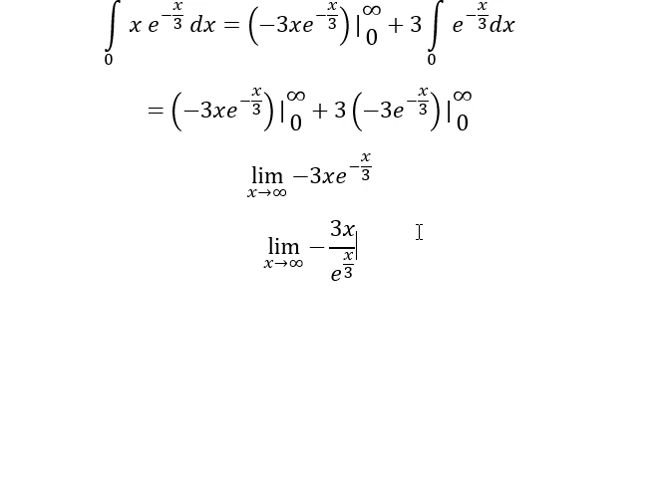 ∫₀ x e^{-x/3} dx = (−3xe^{-x/3})|₀^∞ + 3 ∫₀ e^{-x/3}dx
= (−3xe^{-x/3})|₀^∞ + 3(−3e^{-x/3})|₀^∞
lim_{x→∞} −3xe^{-x/3}
lim_{x→∞} −3x/e^{x/3}